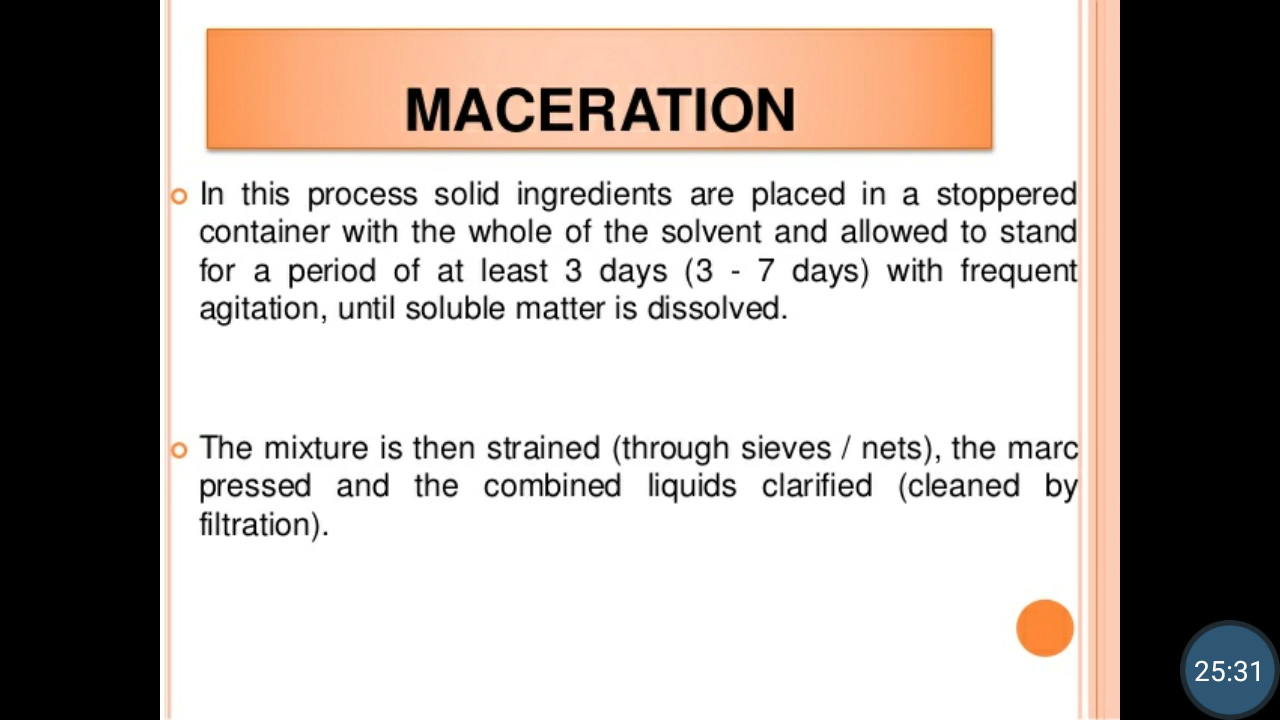 MACERATION
In this process solid ingredients are placed in a stoppered
container with the whole of the solvent and allowed to stand
for a period of at least 3 days (3 - 7 days) with frequent
agitation, until soluble matter is dissolved.
The mixture is then strained (through sieves / nets), the marc
pressed and the combined liquids clarified (cleaned by
filtration).
25:31